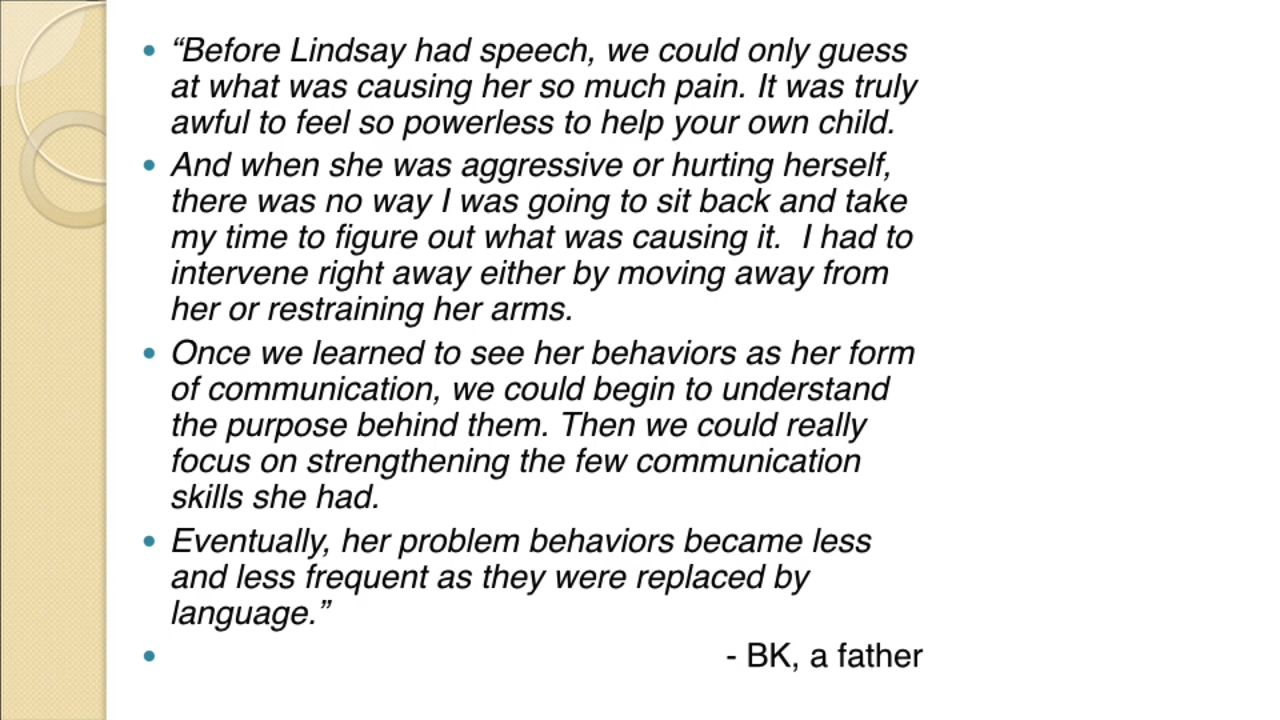 • “Before Lindsay had speech, we could only guess
at what was causing her so much pain. It was truly
awful to feel so powerless to help your own child.
• And when she was aggressive or hurting herself,
there was no way I was going to sit back and take
my time to figure out what was causing it.  I had to
intervene right away either by moving away from
her or restraining her arms.
• Once we learned to see her behaviors as her form
of communication, we could begin to understand
the purpose behind them. Then we could really
focus on strengthening the few communication
skills she had.
• Eventually, her problem behaviors became less
and less frequent as they were replaced by
language.”
• - BK, a father